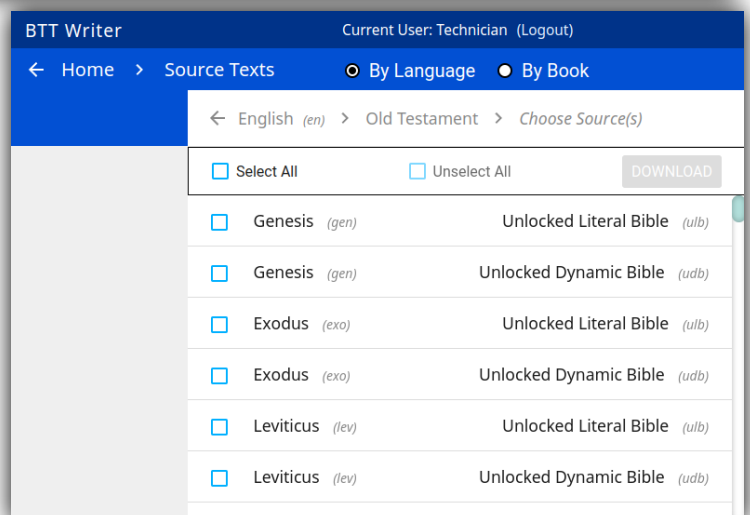 BTT Writer Current User: Technician (Logout)
Home > Source Texts By Language By Book
English (en) > Old Testament > Choose Source(s)
Select All Unselect All DOWNLOAD
Genesis (gen) Unlocked Literal Bible (ulb)
Genesis (gen) Unlocked Dynamic Bible (udb)
Exodus (exo) Unlocked Literal Bible (ulb)
Exodus (exo) Unlocked Dynamic Bible (udb)
Leviticus (lev) Unlocked Literal Bible (ulb)
Leviticus (lev) Unlocked Dynamic Bible (udb)